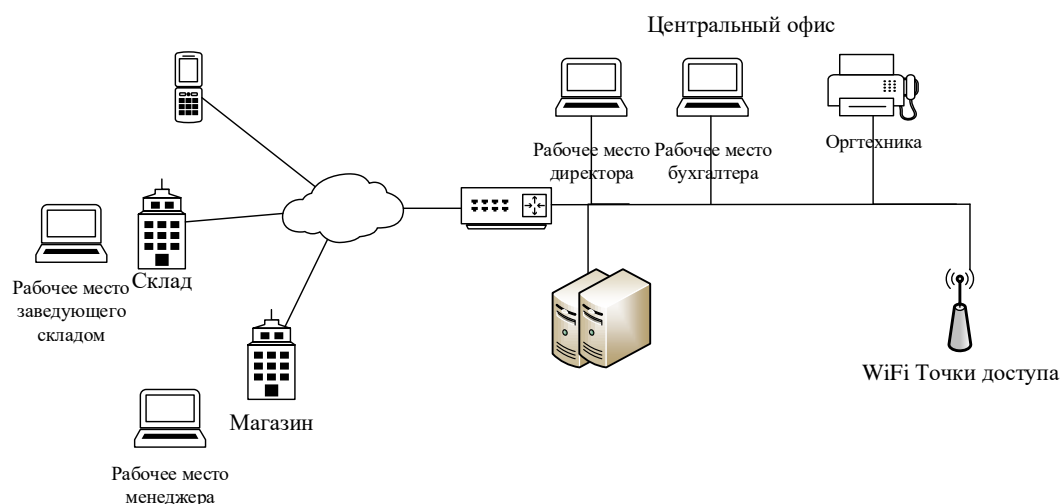 Центральный офис
Рабочее место
директора
Рабочее место
бухгалтера
Оргтехника
Склад
Рабочее место
заведующего
складом
WiFi Точки доступа
Магазин
Рабочее место
менеджера